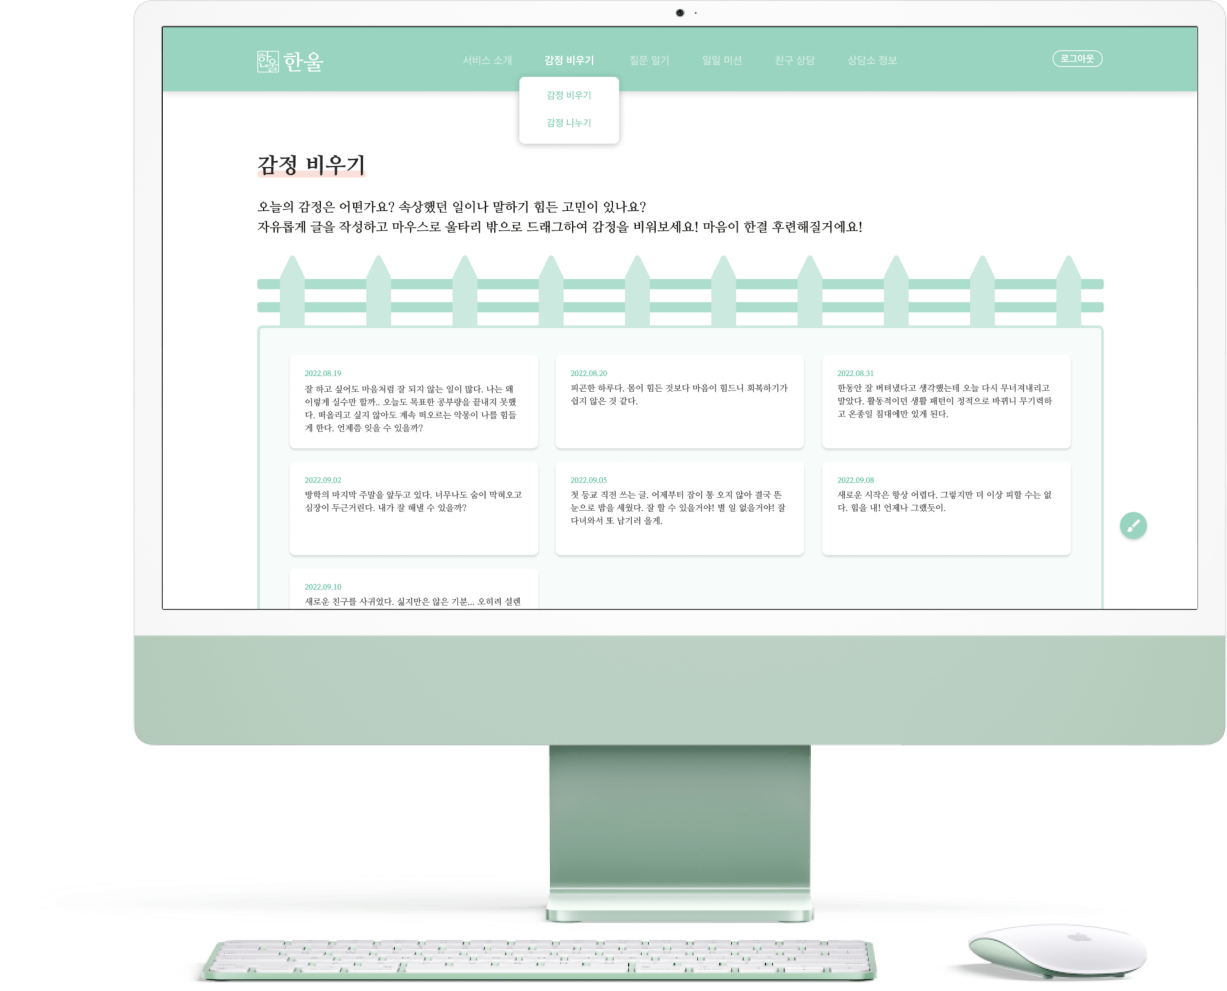 한울 한울
서비스 소개 감정 비우기 질문 일기 일일 미션 친구 상담 상담소 정보 로그아웃
감정 비우기
감정 나누기
감정 비우기
오늘의 감정은 어떤가요? 속상했던 일이나 말하기 힘든 고민이 있나요?
자유롭게 글을 작성하고 마우스로 울타리 밖으로 드래그하여 감정을 비워보세요! 마음이 한결 후련해질거에요!
2022.08.19
잘 하고 싶어도 마음처럼 잘 되지 않는 일이 많다. 나는 왜
이렇게 실수만 할까.. 오늘도 목표한 공부량을 끝내지 못했
다. 떠올리고 싶지 않아도 계속 떠오르는 악몽이 나를 힘들
게 한다. 언제쯤 잊을 수 있을까?
2022.08.20
피곤한 하루다. 몸이 힘든 것보다 마음이 힘드니 회복하기가
쉽지 않은 것 같다.
2022.08.31
한동안 잘 버텨냈다고 생각했는데 오늘 다시 무너져내리고
말았다. 활동적이던 생활 패턴이 정적으로 바뀌니 무기력하
고 온종일 침대에만 있게 된다.
2022.09.02
방학의 마지막 주말을 앞두고 있다. 너무나도 숨이 막혀오고
심장이 두근거린다. 내가 잘 해낼 수 있을까?
2022.09.05
첫 등교 직전 쓰는 글. 어제부터 잠이 통 오지 않아 결국 뜬
눈으로 밤을 세웠다. 잘 할 수 있을거야! 별 일 없을거야! 잘
다녀와서 또 남기러 올게.
2022.09.08
새로운 시작은 항상 어렵다. 그렇지만 더 이상 피할 수는 없
다. 힘을 내! 언제나 그랬듯이.
2022.09.10
새로운 친구를 사귀었다. 싫지만은 않은 기분... 오히려 설렌